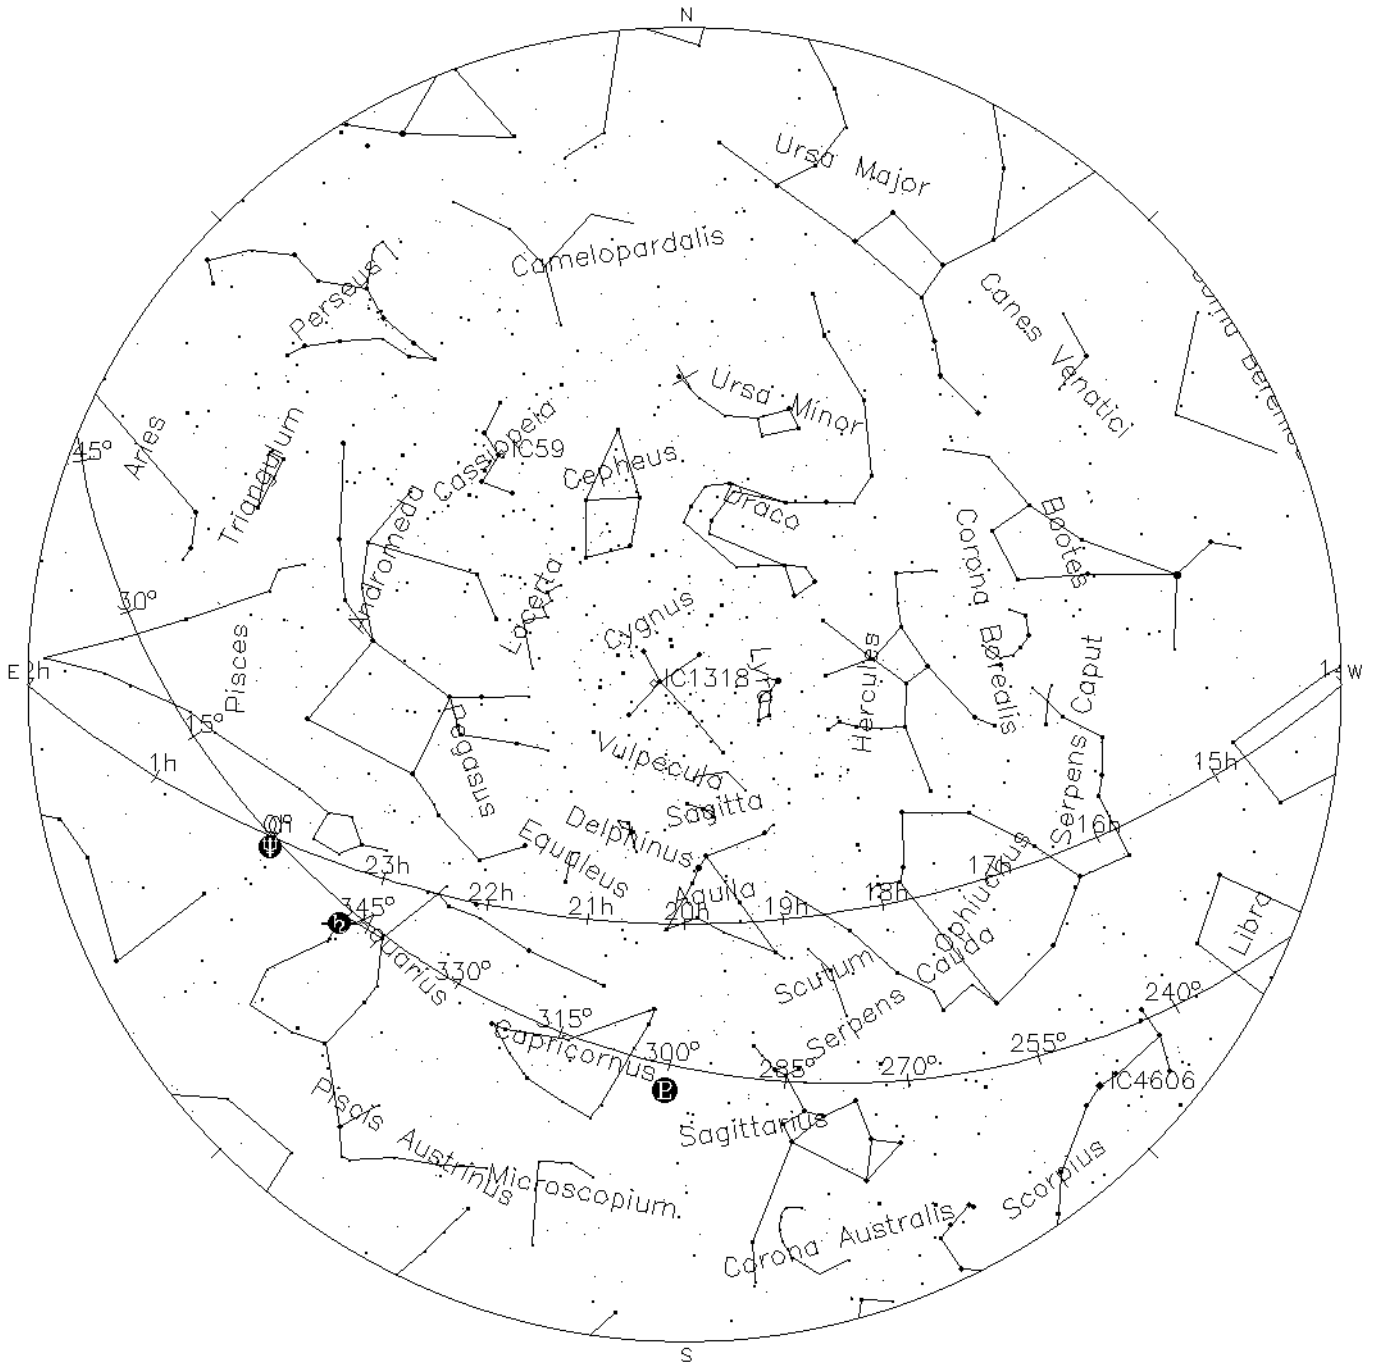 N
Ursa Major
Camelopardalis
Perseus
Canes Venatici
Ursa Minor
Aries
45°
Triangulum
Cassiopeia
IC59
Cepheus
Draco
Andromeda
Bootes
Corona Borealis
30°
Lacerta
Cygnus
Lyra
Hercules
Serpens Caput
Pisces
IC1318
E
W
15°
Pegasus
Vulpecula
15h
1h
Sagitta
Delphinus
Equuleus
16h
0h
23h
22h
21h
20h
19h
18h
17h
Aquila
Ophiuchus
Libra
345°
Aquarius
330°
Scutum
Serpens Cauda
240°
315°
Capricornus
300°
285°
270°
255°
IC4606
P
Piscis Austrinus
Sagittarius
Microscopium
Scorpius
Corona Australis
S